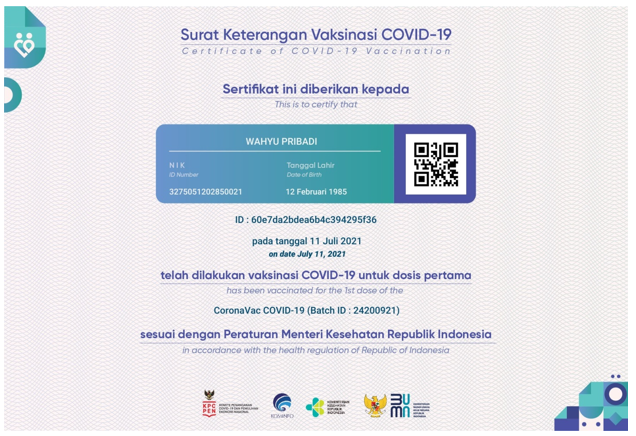 Surat Keterangan Vaksinasi COVID-19
Certificate of COVID-19 Vaccination
Sertifikat ini diberikan kepada
This is to certify that
WAHYU PRIBADI
NIK
ID Number
3275051202850021
Tanggal Lahir
Date of Birth
12 Februari 1985
ID : 60e7da2bdea6b4c394295f36
pada tanggal 11 Juli 2021
on date July 11, 2021
telah dilakukan vaksinasi COVID-19 untuk dosis pertama
has been vaccinated for the 1st dose of the
CoronaVac COVID-19 (Batch ID : 24200921)
sesuai dengan Peraturan Menteri Kesehatan Republik Indonesia
in accordance with the health regulation of Republic of Indonesia
KPC
PEN
KOMINFO
KEMENTERIAN
KESEHATAN
REPUBLIK
INDONESIA
BUMN